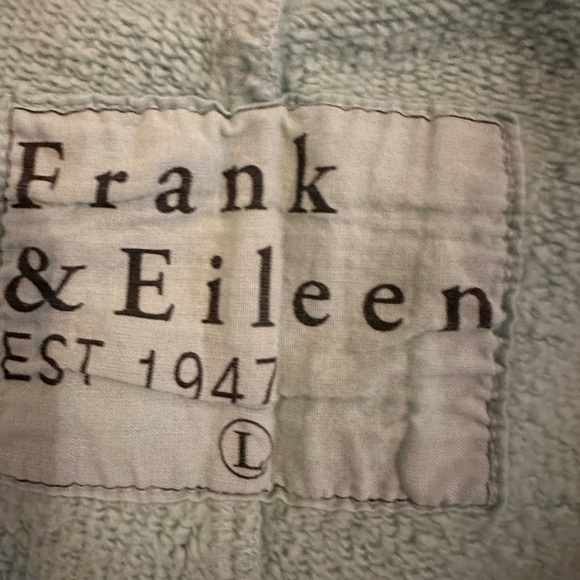 Frank
& Eileen
EST 1947
L